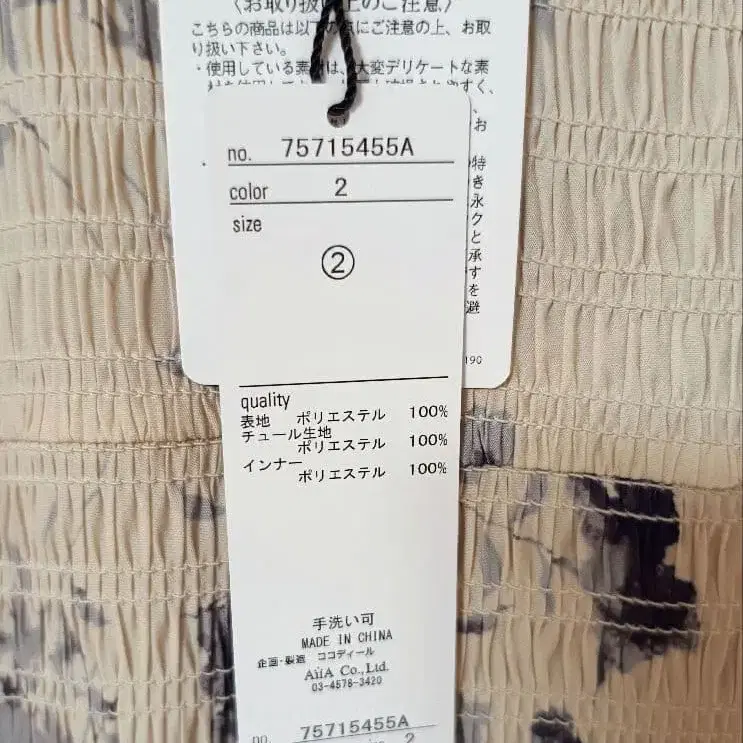 〈お取り扱い上のご注意〉
こちらの商品は以下の点にご注意の上、お取
り扱い下さい。
・使用している素材は、大変デリケートな素
すく、
お
特
き
永
ク
と
承
すを
避
190
no. 75715455A
color 2
size
②
quality
表地 ポリエステル 100%
チュール生地
ポリエステル 100%
インナー
ポリエステル 100%
手洗い可
MADE IN CHINA
企画・製造 ココディール
AiiA Co.,Ltd.
03-4578-3420
no. 75715455A
2